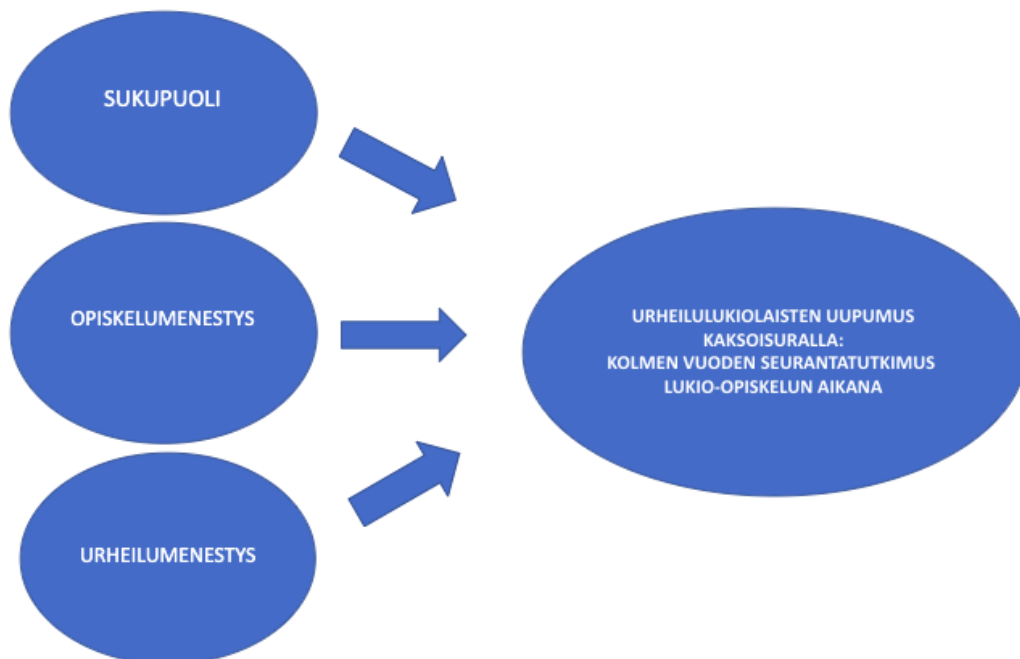 SUKUPUOLI
OPISKELUMENESTYS
URHEILUMENESTYS
URHEILULUKIOLAISTEN UUPUMUS
KAKSOISURALLA:
KOLMEN VUODEN SEURANTATUTKIMUS
LUKIO-OPISKELUN AIKANA